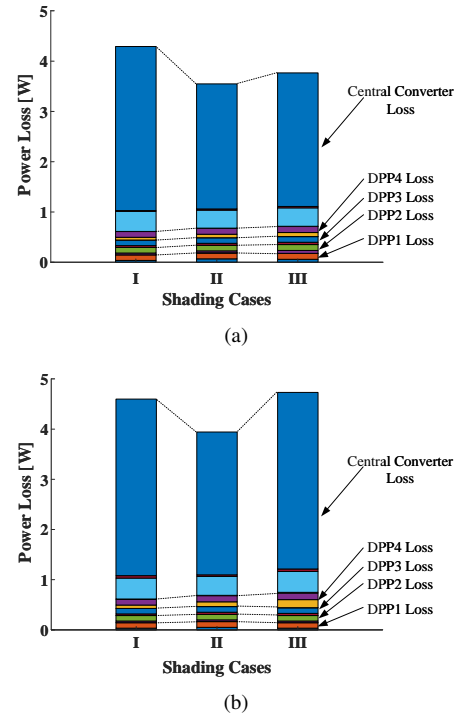 5
4
3
2
1
0
Power Loss [W]
Central Converter
Loss
DPP4 Loss
DPP3 Loss
DPP2 Loss
DPP1 Loss
I II III
Shading Cases
(a)
5
4
3
2
1
0
Power Loss [W]
Central Converter
Loss
DPP4 Loss
DPP3 Loss
DPP2 Loss
DPP1 Loss
I II III
Shading Cases
(b)